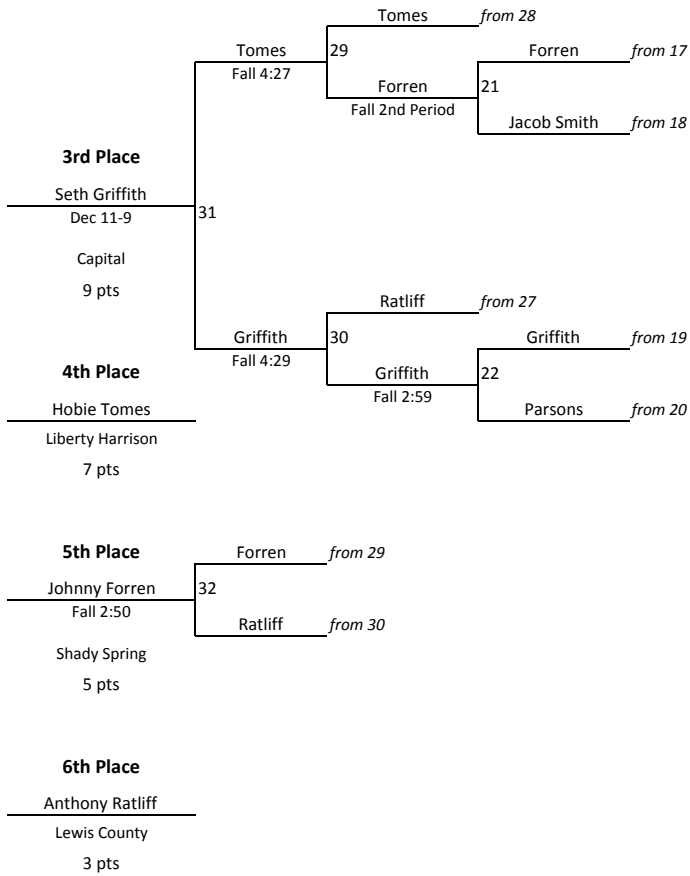 Tomes from 28
Tomes 29 Forren from 17
Fall 4:27
Forren 21
Fall 2nd Period
Jacob Smith from 18
3rd Place
Seth Griffith
Dec 11-9 31
Capital
9 pts
Ratliff from 27
Griffith 30 Griffith from 19
Fall 4:29
4th Place Griffith 22
Fall 2:59
Hobie Tomes Parsons from 20
Liberty Harrison
7 pts
5th Place Forren from 29
Johnny Forren 32
Fall 2:50
Ratliff from 30
Shady Spring
5 pts
6th Place
Anthony Ratliff
Lewis County
3 pts